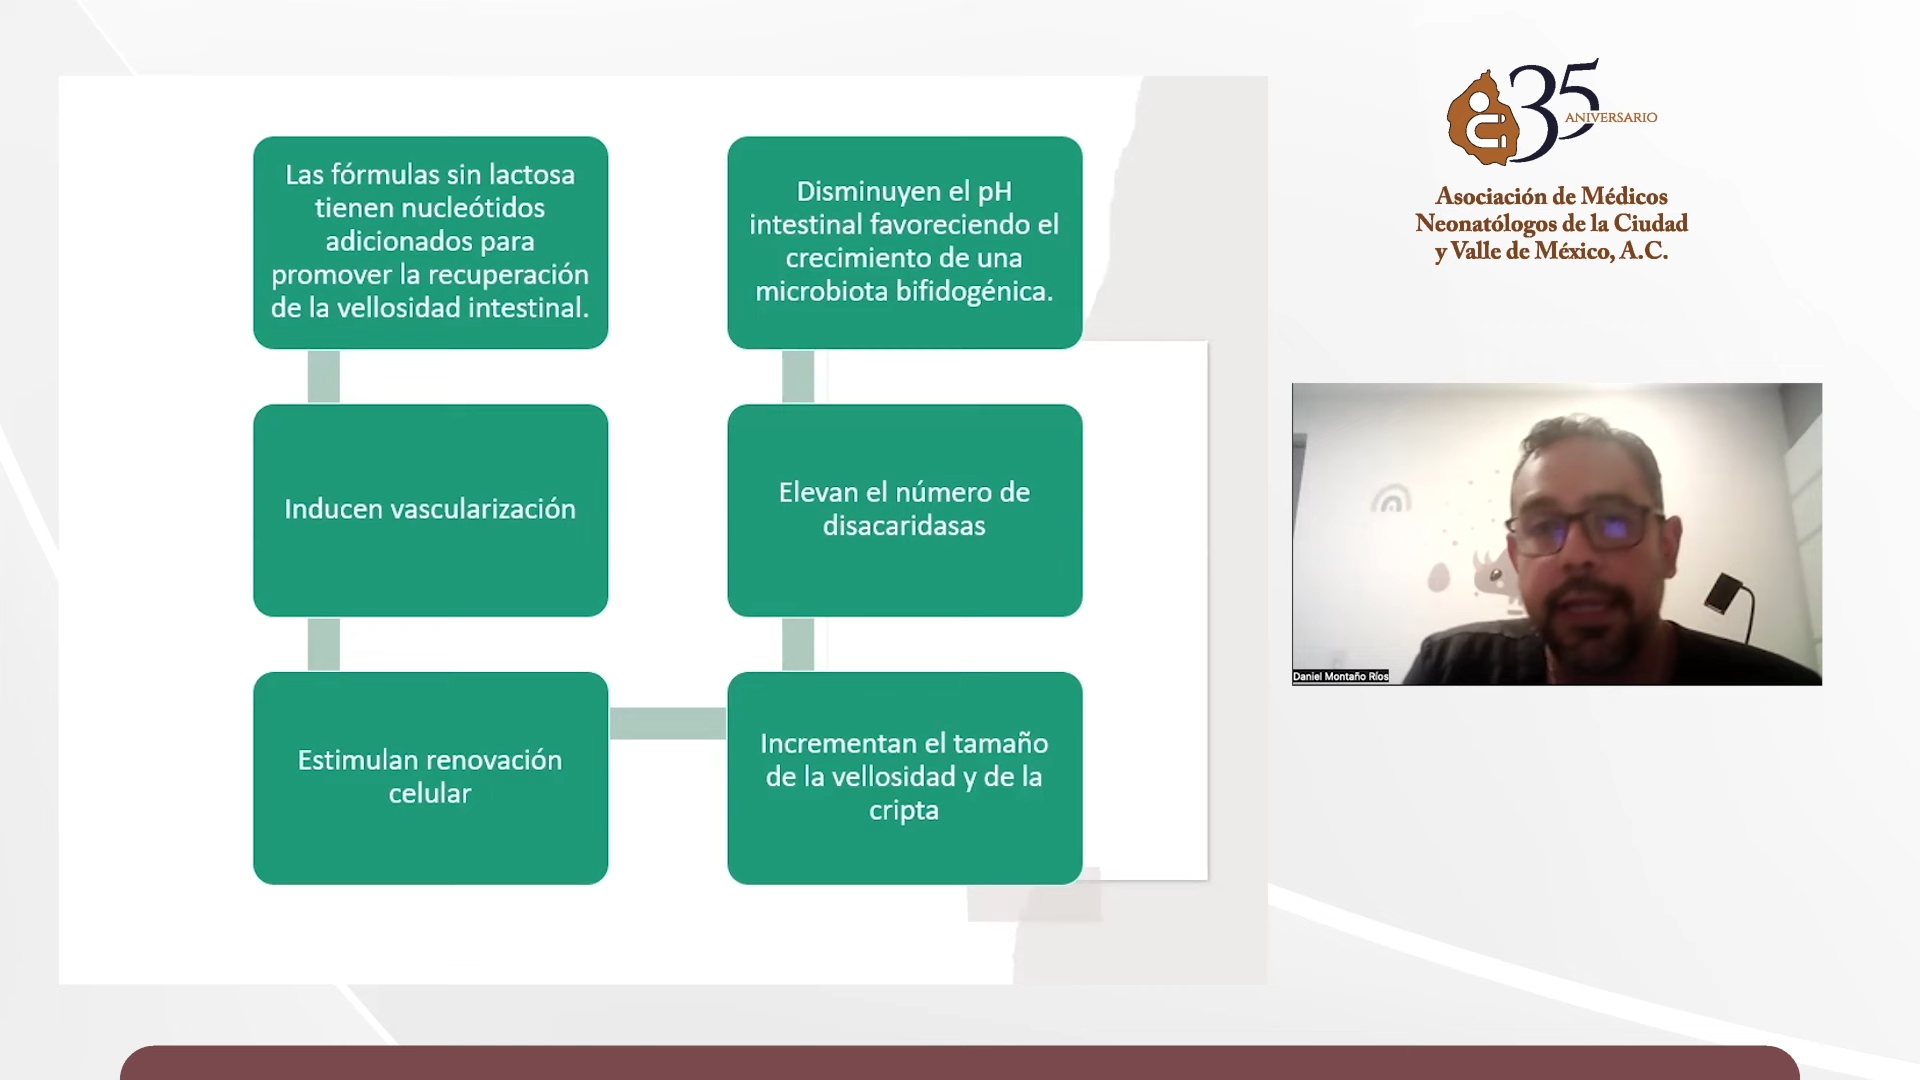 Las fórmulas sin lactosa
tienen nucleótidos
adicionados para
promover la recuperación
de la vellosidad intestinal.
Inducen vascularización
Estimulan renovación
celular
Incrementan el tamaño
de la vellosidad y de la
cripta
Elevan el número de
disacaridasas
Disminuyen el pH
intestinal favoreciendo el
crecimiento de una
microbiota bifidogénica.
35
ANIVERSARIO
Asociación de Médicos
Neonatólogos de la Ciudad
y Valle de México, A.C.
Daniel Montaño Ríos